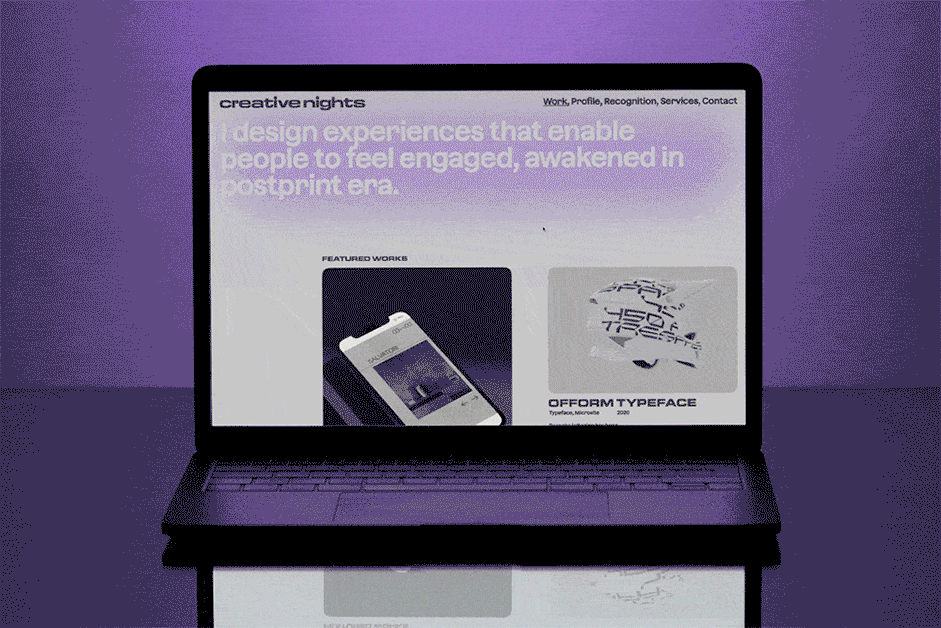 creative nights
Work, Profile, Recognition, Services, Contact
I design experiences that enable
people to feel engaged, awakened in
postprint era.
FEATURED WORKS
SALVATORI
OFFORM TYPEFACE
Typeface, Microsite 2020